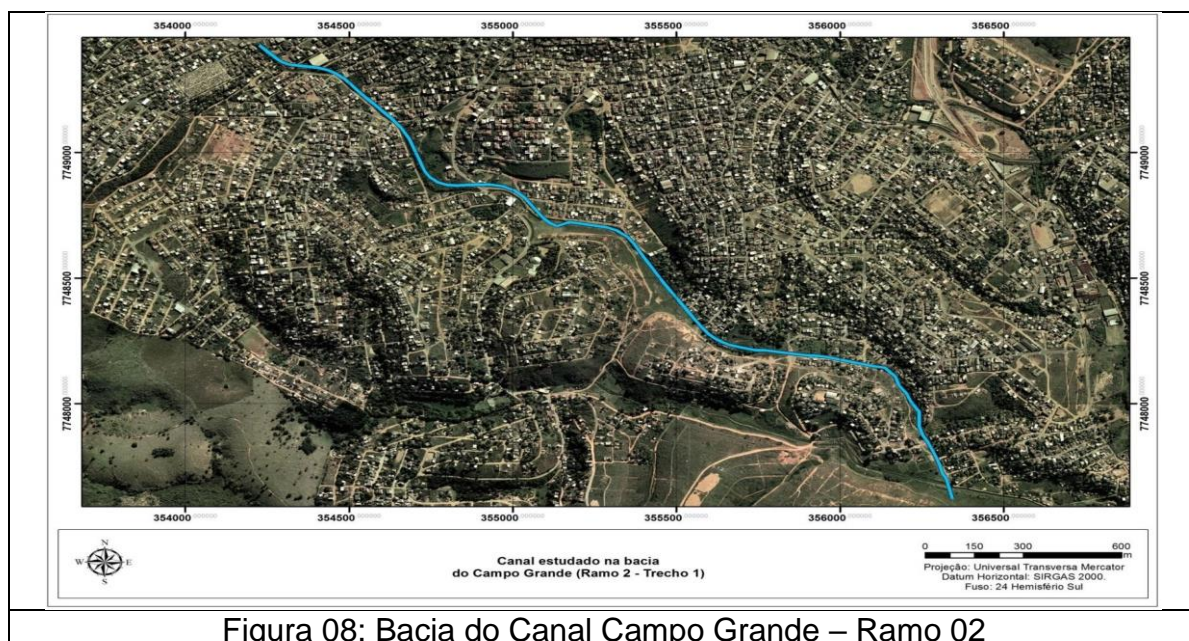 354000 354500 355000 355500 356000 356500
7749000 7749000
7748500 7748500
7748000 7748000
354000 354500 355000 355500 356000 356500
N
W E
S
Canal estudado na bacia
do Campo Grande (Ramo 2 - Trecho 1)
0 150 300 600
m
Projeção: Universal Transversa Mercator
Datum Horizontal: SIRGAS 2000.
Fuso: 24 Hemisfério Sul
Figura 08: Bacia do Canal Campo Grande – Ramo 02